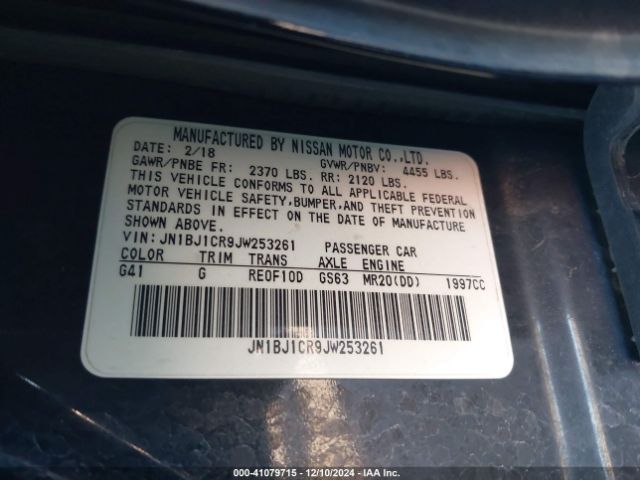 MANUFACTURED BY NISSAN MOTOR CO.,LTD.
DATE: 2/18 GVWR/PNBV: 4455 LBS.
GAWR/PNBE FR: 2370 LBS. RR: 2120 LBS.
THIS VEHICLE CONFORMS TO ALL APPLICABLE FEDERAL
MOTOR VEHICLE SAFETY,BUMPER,AND THEFT PREVENTION
STANDARDS IN EFFECT ON THE DATE OF MANUFACTURE
SHOWN ABOVE.
VIN: JN1BJ1CR9JW253261 PASSENGER CAR
COLOR TRIM TRANS AXLE ENGINE
G41 G RE0F10D GS63 MR20(DD) 1997CC
JN1BJ1CR9JW253261
000-41079715 - 12/10/2024 - IAA Inc.